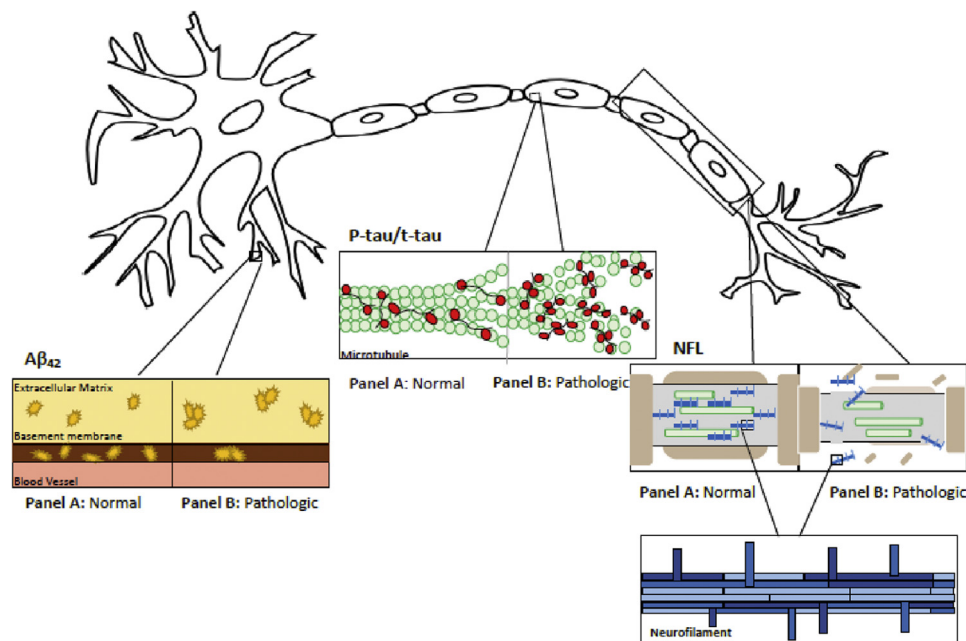 P-tau/t-tau
Microtubule
Panel A: Normal Panel B: Pathologic
Aβ42
Extracellular Matrix
Basement membrane
Blood Vessel
Panel A: Normal Panel B: Pathologic
NFL
Panel A: Normal Panel B: Pathologic
Neurofilament